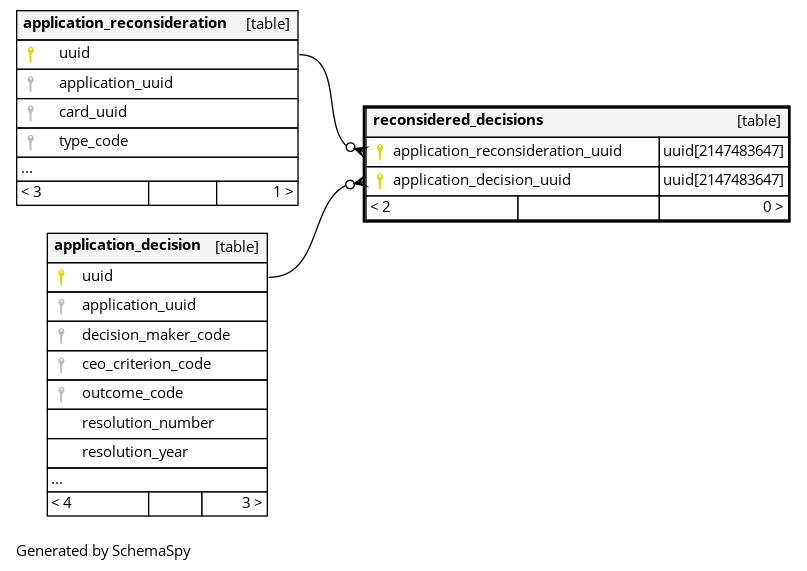 application_reconsideration [table]
uuid
application_uuid
card_uuid
type_code
...
< 3 1 >
reconsidered_decisions [table]
application_reconsideration_uuid uuid[2147483647]
application_decision_uuid uuid[2147483647]
< 2 0 >
application_decision [table]
uuid
application_uuid
decision_maker_code
ceo_criterion_code
outcome_code
resolution_number
resolution_year
...
< 4 3 >
Generated by SchemaSpy